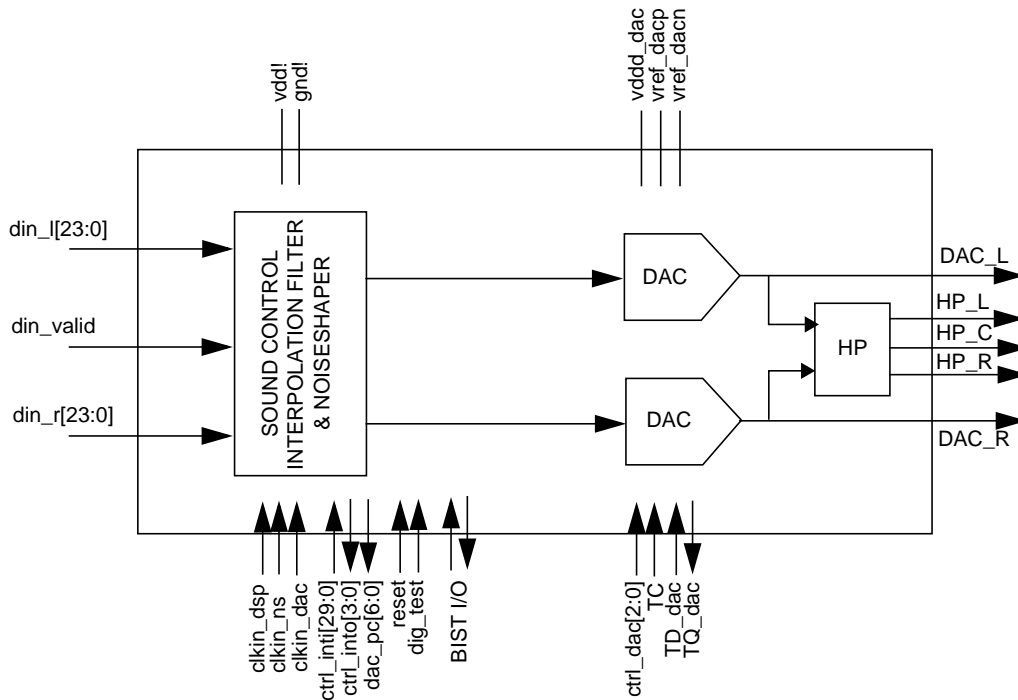 vdd!
gnd!
vddd_dac
vref_dacp
vref_dacn
din_l[23:0]
din_valid
din_r[23:0]
SOUND CONTROL
INTERPOLATION FILTER
& NOISESHAPER
DAC
DAC
HP
DAC_L
HP_L
HP_C
HP_R
DAC_R
clkin_dsp
clkin_ns
clkin_dac
ctrl_inti[29:0]
ctrl_into[3:0]
dac_pc[6:0]
reset
dig_test
BIST I/O
ctrl_dac[2:0]
TC
TD_dac
TQ_dac